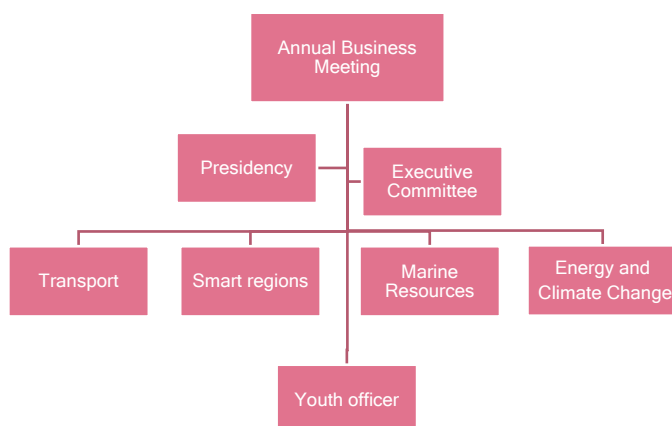 Annual Business
Meeting
Presidency
Executive
Committee
Transport
Smart regions
Marine
Resources
Energy and
Climate Change
Youth officer